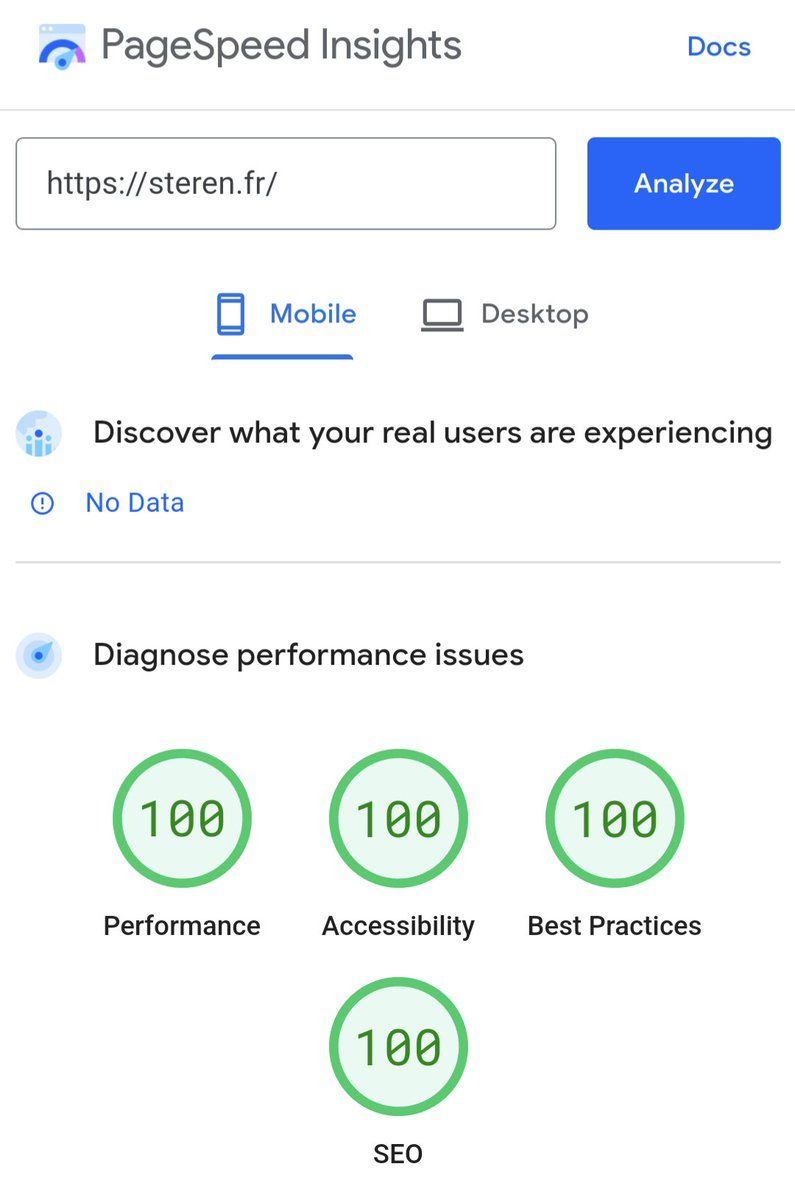 PageSpeed Insights
Docs
https://steren.fr/
Analyze
Mobile
Desktop
Discover what your real users are experiencing
No Data
Diagnose performance issues
100
100
100
Performance
Accessibility
Best Practices
100
SEO